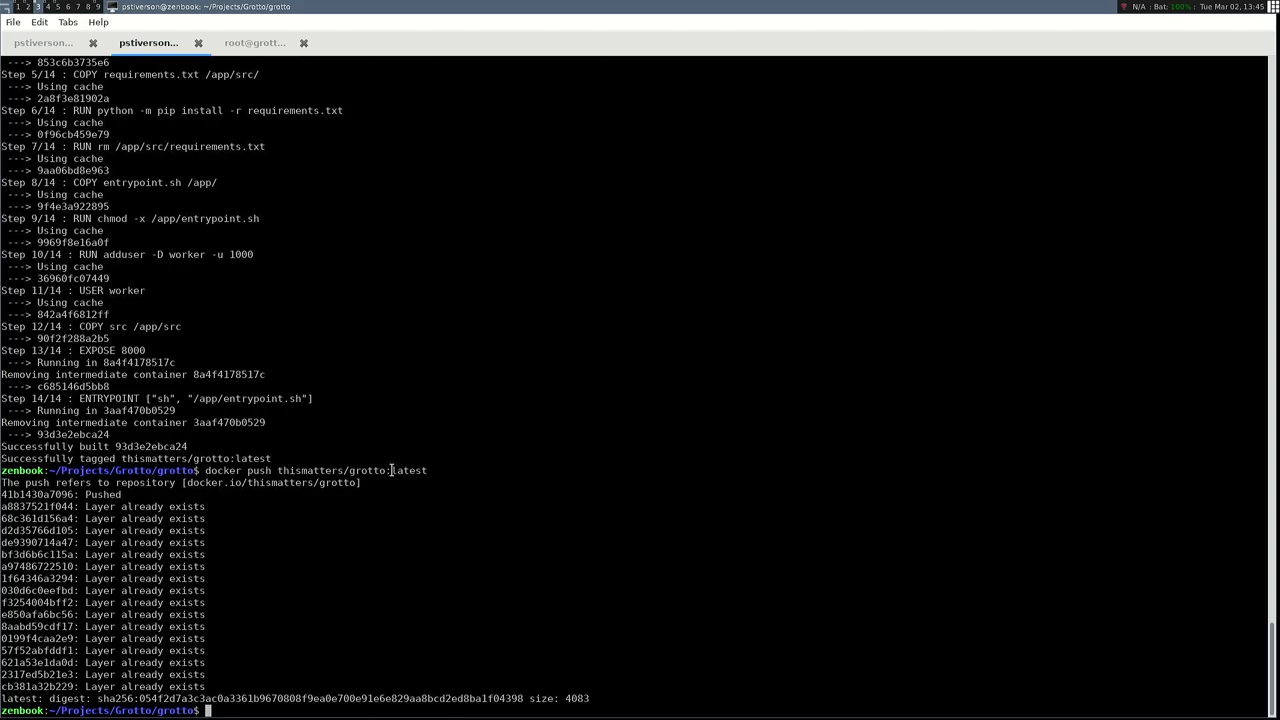 1 2 3 4 5 6 7 8 9 pstiverson@zenbook: ~/Projects/Grotto/grotto N/A : Bat: 100% : Tue Mar 02, 13:45
File Edit Tabs Help
pstiverson... pstiverson... root@grott...
---> 853c6b3735e6
Step 5/14 : COPY requirements.txt /app/src/
---> Using cache
---> 2a8f3e81902a
Step 6/14 : RUN python -m pip install -r requirements.txt
---> Using cache
---> 0f96cb459e79
Step 7/14 : RUN rm /app/src/requirements.txt
---> Using cache
---> 9aa06bd8e963
Step 8/14 : COPY entrypoint.sh /app/
---> Using cache
---> 9f4e3a922895
Step 9/14 : RUN chmod -x /app/entrypoint.sh
---> Using cache
---> 9969f8e16a0f
Step 10/14 : RUN adduser -D worker -u 1000
---> Using cache
---> 36960fc07449
Step 11/14 : USER worker
---> Using cache
---> 842a4f6812ff
Step 12/14 : COPY src /app/src
---> 90f2f288a2b5
Step 13/14 : EXPOSE 8000
---> Running in 8a4f4178517c
Removing intermediate container 8a4f4178517c
---> c685146d5bb8
Step 14/14 : ENTRYPOINT ["sh", "/app/entrypoint.sh"]
---> Running in 3aaf470b0529
Removing intermediate container 3aaf470b0529
---> 93d3e2ebca24
Successfully built 93d3e2ebca24
Successfully tagged thismatters/grotto:latest
zenbook:~/Projects/Grotto/grotto$ docker push thismatters/grotto:latest
The push refers to repository [docker.io/thismatters/grotto]
41b1430a7096: Pushed
a8837521f044: Layer already exists
68c361d156a4: Layer already exists
d2d35766d105: Layer already exists
de9390714a47: Layer already exists
bf3d6b6c115a: Layer already exists
a97486722510: Layer already exists
1f64346a3294: Layer already exists
030d6c0eefbd: Layer already exists
f3254004bff2: Layer already exists
e850afa6bc56: Layer already exists
8aabd59cdf17: Layer already exists
0199f4caa2e9: Layer already exists
57f52abfddf1: Layer already exists
621a53e1da0d: Layer already exists
2317ed5b21e3: Layer already exists
cb381a32b229: Layer already exists
latest: digest: sha256:054f2d7a3c3ac0a3361b9670808f9ea0e700e91e6e829aa8bcd2ed8ba1f04398 size: 4083
zenbook:~/Projects/Grotto/grotto$